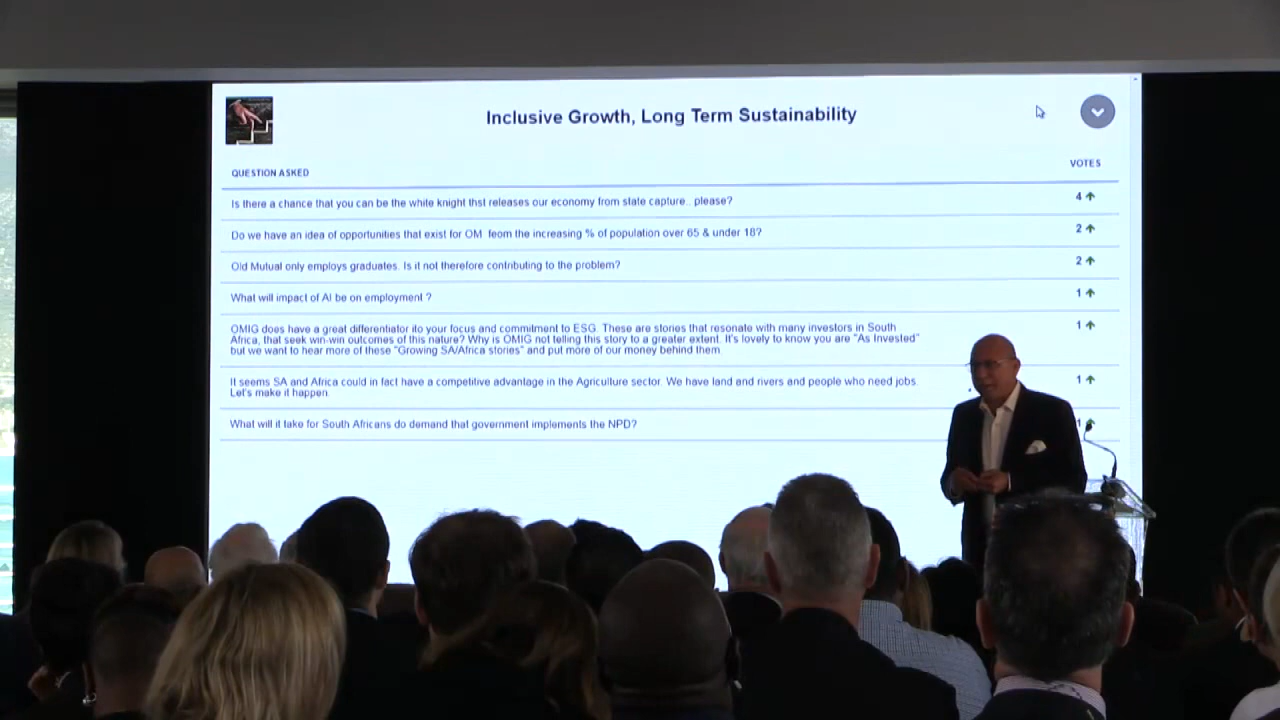 Inclusive Growth, Long Term Sustainability
QUESTION ASKED VOTES
Is there a chance that you can be the white knight thst releases our economy from state capture.. please? 4
Do we have an idea of opportunities that exist for OM feom the increasing % of population over 65 & under 18? 2
Old Mutual only employs graduates. Is it not therefore contributing to the problem? 2
What will impact of AI be on employment ? 1
OMIG does have a great differentiator ito your focus and commitment to ESG. These are stories that resonate with many investors in South 1
Africa, that seek win-win outcomes of this nature? Why is OMIG not telling this story to a greater extent. It's lovely to know you are "As Invested"
but we want to hear more of these "Growing SA/Africa stories" and put more of our money behind them.
It seems SA and Africa could in fact have a competitive advantage in the Agriculture sector. We have land and rivers and people who need jobs. 1
Let's make it happen.
What will it take for South Africans do demand that government implements the NPD? 1